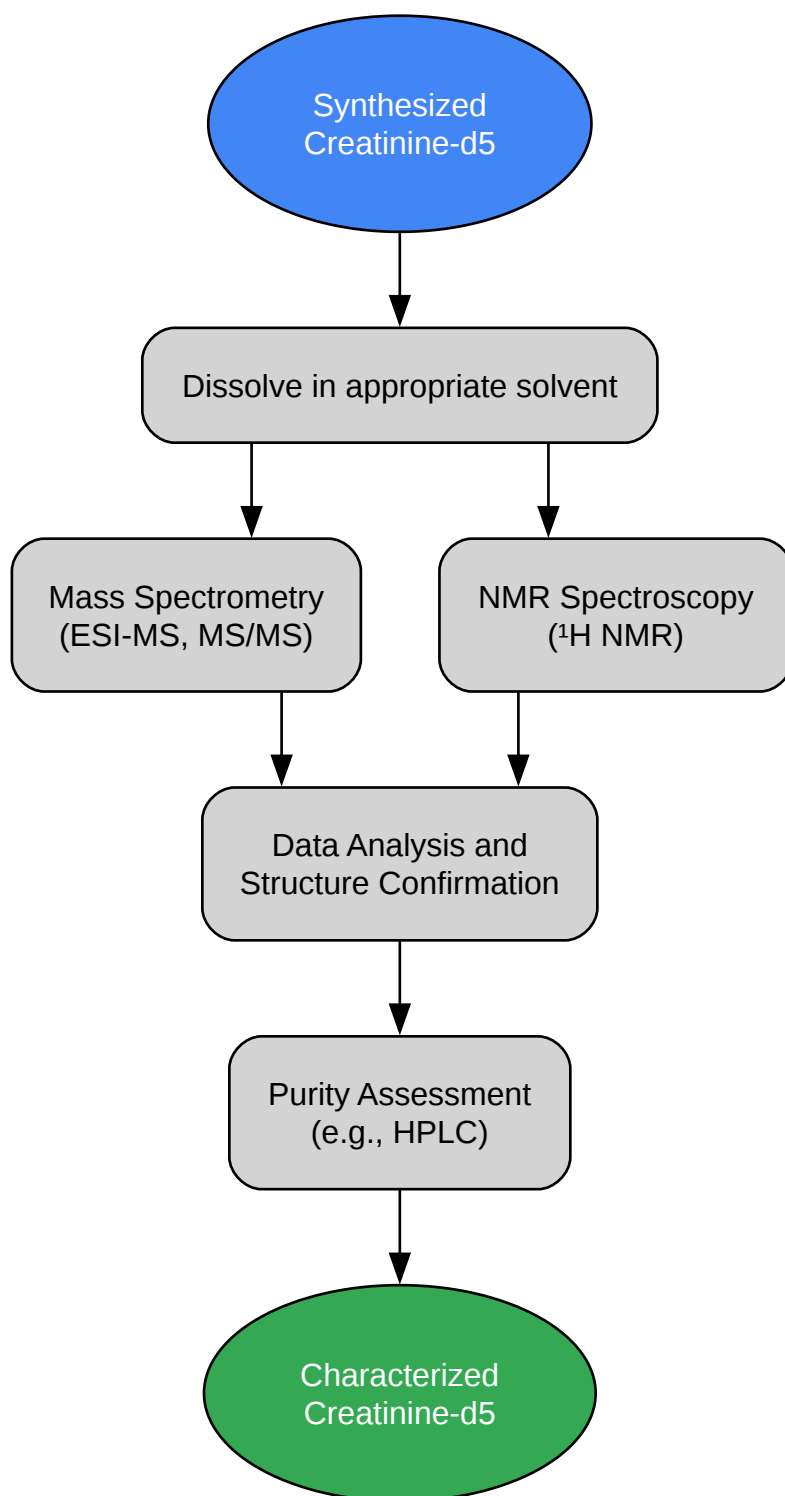 Synthesized
Creatinine-d5
Dissolve in appropriate solvent
Mass Spectrometry
(ESI-MS, MS/MS)
NMR Spectroscopy
(¹H NMR)
Data Analysis and
Structure Confirmation
Purity Assessment
(e.g., HPLC)
Characterized
Creatinine-d5